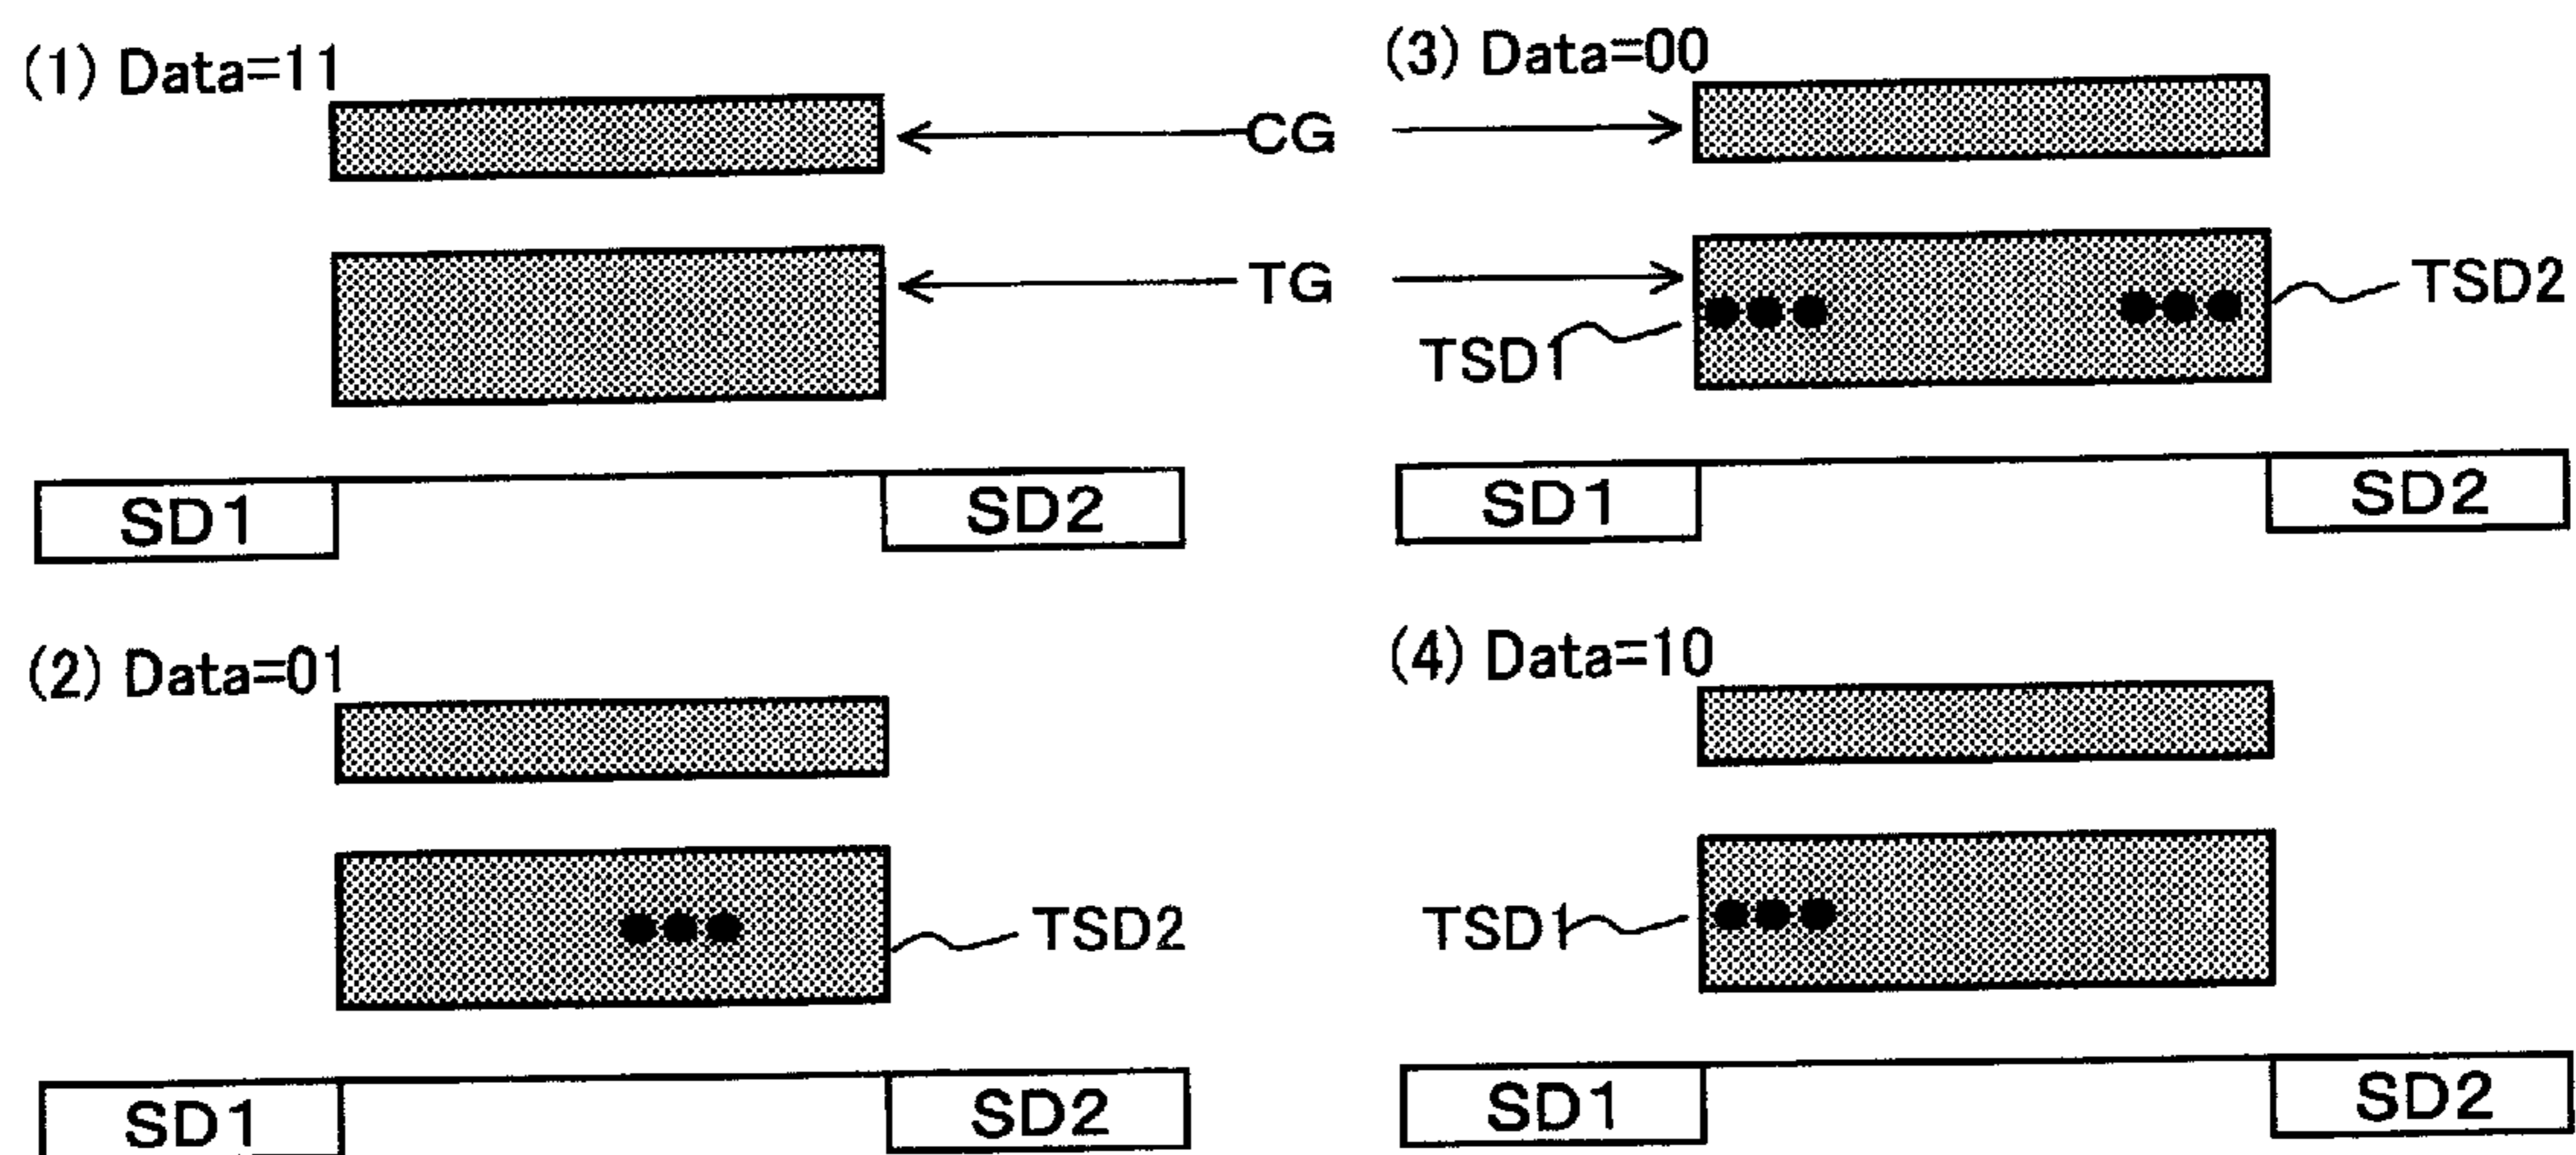 (1) Data=11
CG
TG
SD1
SD2
(3) Data=00
TSD1
TSD2
SD1
SD2
(2) Data=01
TSD2
SD1
SD2
(4) Data=10
TSD1
SD1
SD2